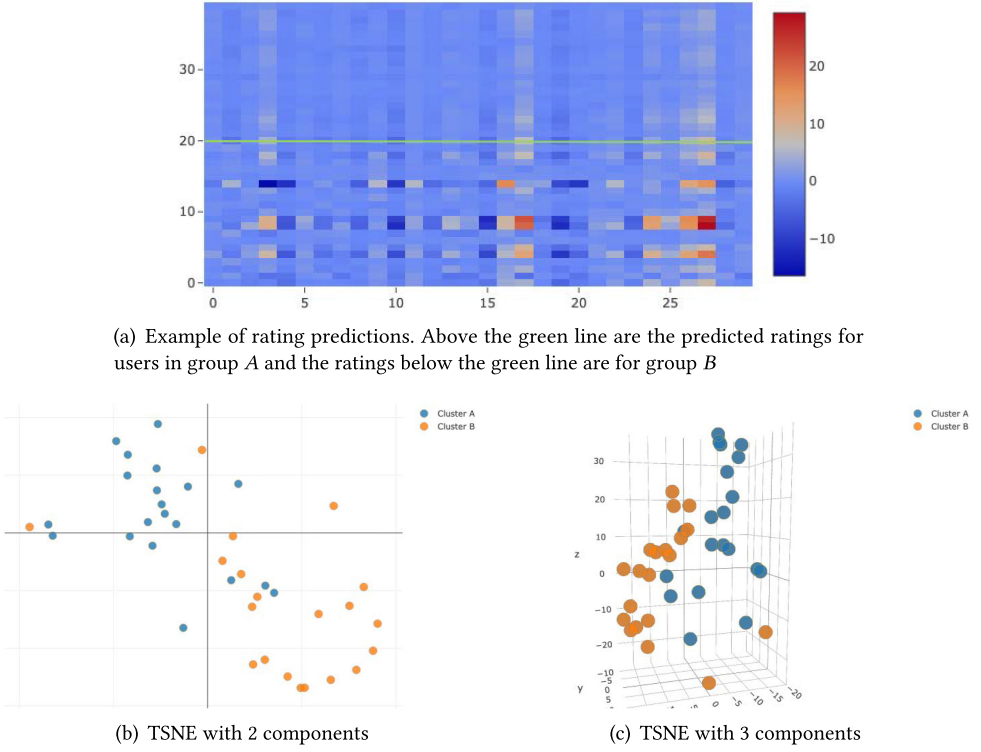 30
20
10
0
0
5
10
15
20
25
20
10
0
−10
(a) Example of rating predictions. Above the green line are the predicted ratings for
users in group A and the ratings below the green line are for group B
Cluster A
Cluster B
(b) TSNE with 2 components
Cluster A
Cluster B
30
20
10
0
−10
−20
z
−10
−5
0
5
y
0
−5
−10
−15
−20
(c) TSNE with 3 components